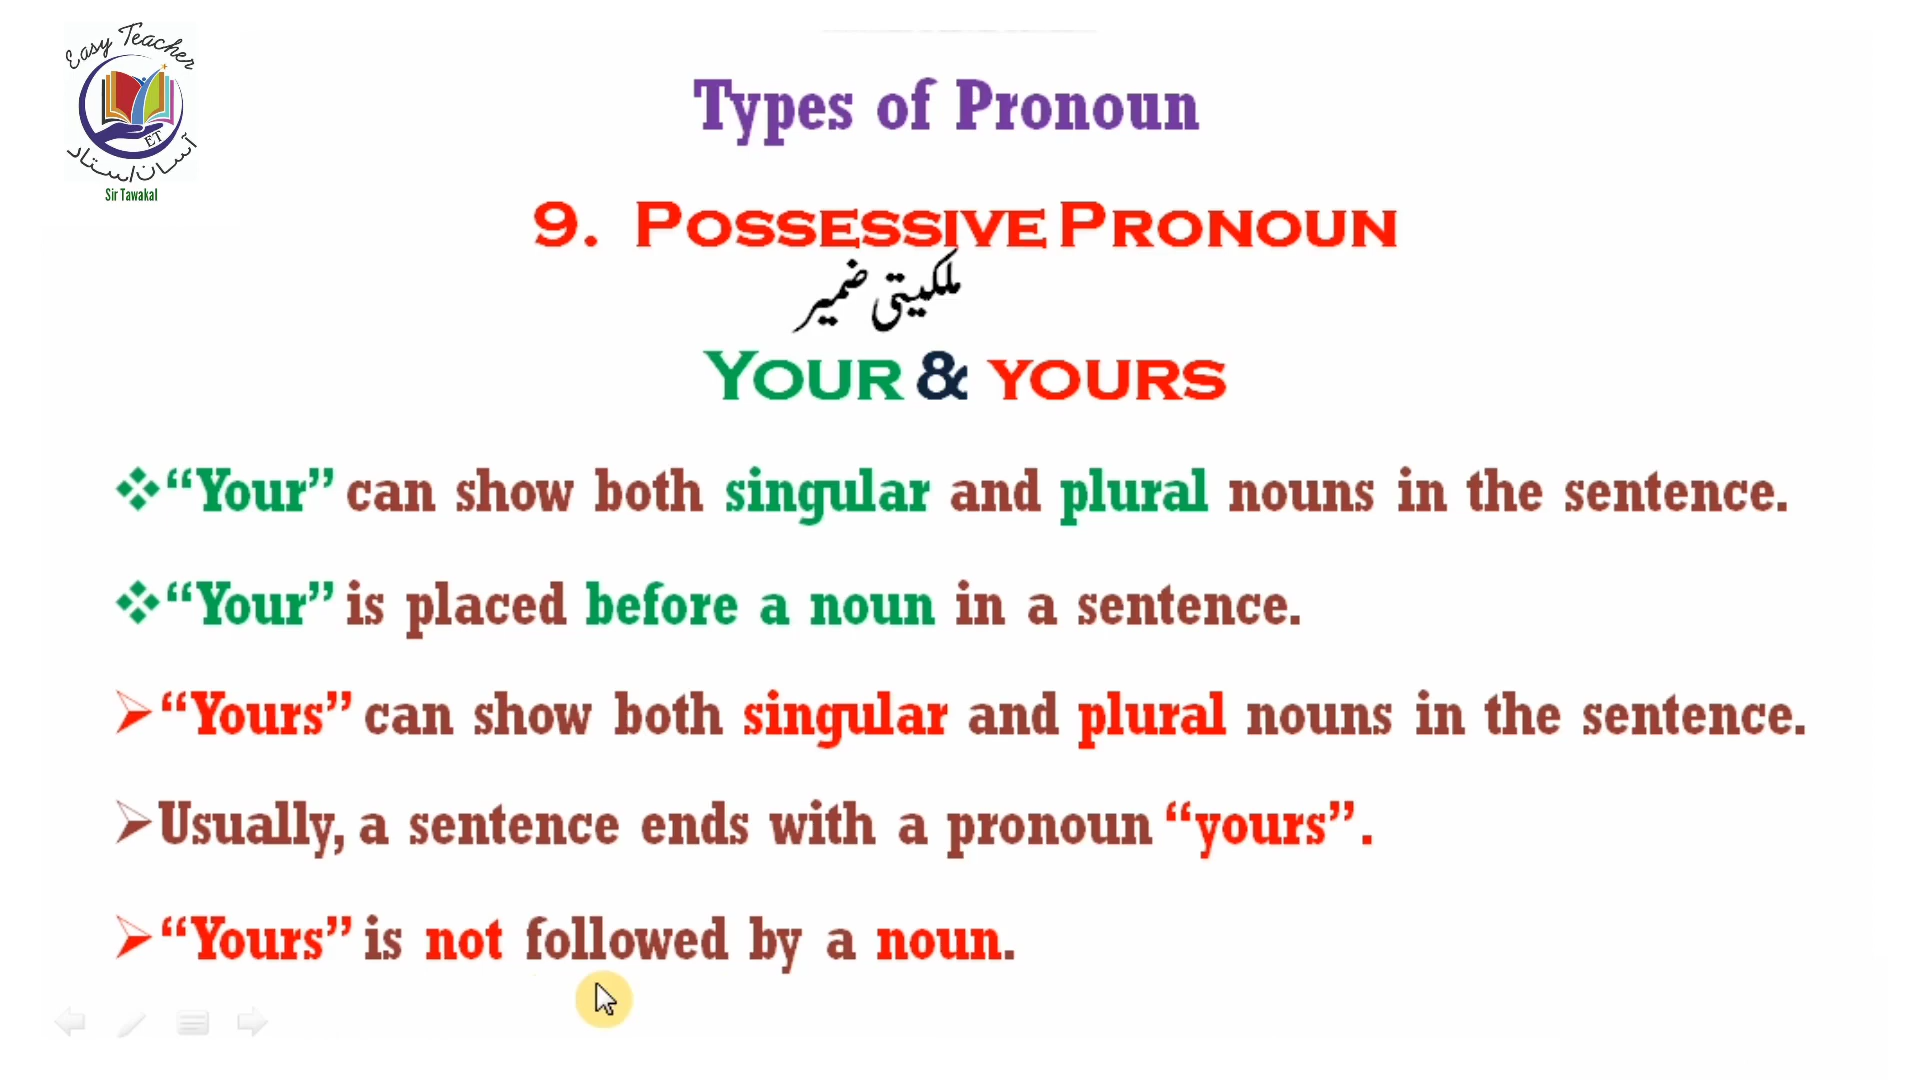 Easy Teacher
ET
آسان استاد
Sir Tawakal
Types of Pronoun
9. Possessive Pronoun
ملکیتی ضمیر
Your & yours
❖“Your” can show both singular and plural nouns in the sentence.
❖“Your” is placed before a noun in a sentence.
➢“Yours” can show both singular and plural nouns in the sentence.
➢Usually, a sentence ends with a pronoun “yours”.
➢“Yours” is not followed by a noun.